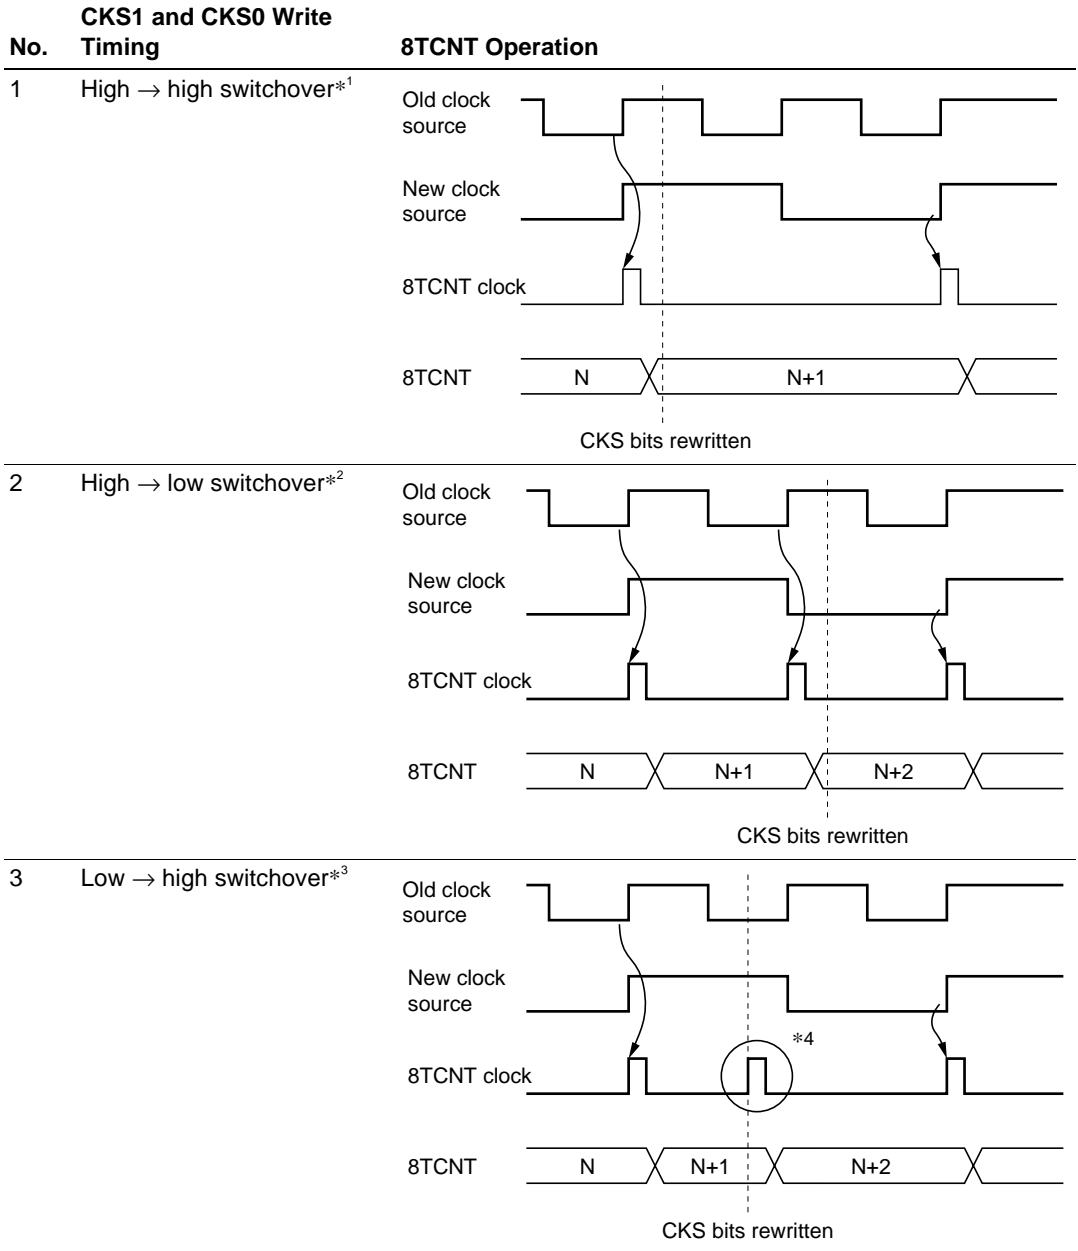 CKS1 and CKS0 Write
No. Timing 8TCNT Operation
1 High → high switchover*1
Old clock
source
New clock
source
8TCNT clock
8TCNT N N+1
CKS bits rewritten
2 High → low switchover*2
Old clock
source
New clock
source
8TCNT clock
8TCNT N N+1 N+2
CKS bits rewritten
3 Low → high switchover*3
Old clock
source
New clock
source
*4
8TCNT clock
8TCNT N N+1 N+2
CKS bits rewritten